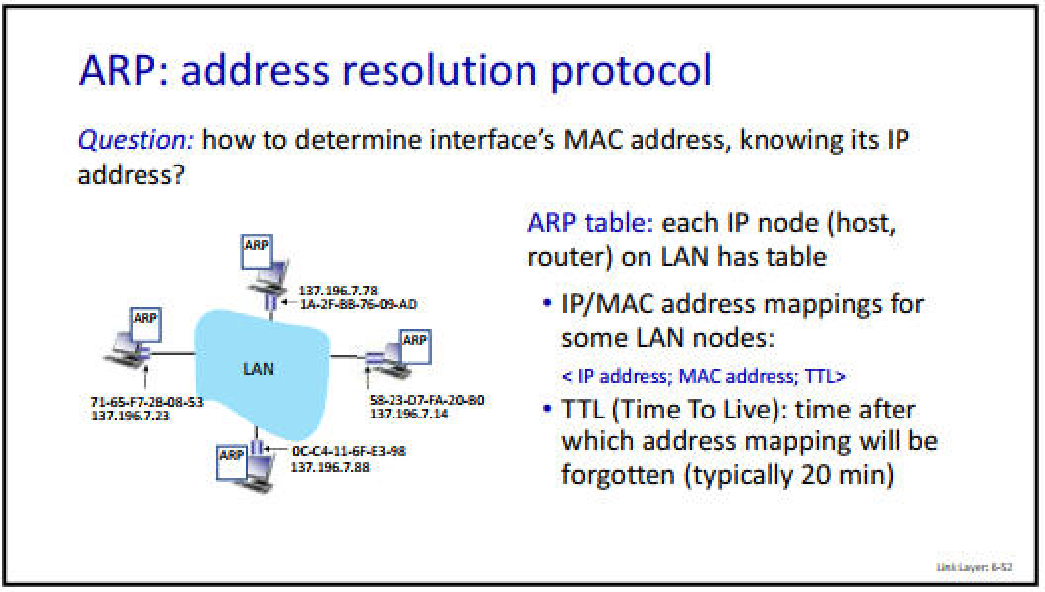 ARP: address resolution protocol
Question: how to determine interface's MAC address, knowing its IP
address?
ARP
137.196.7.78
1A-2F-BB-76-09-AD
ARP
LAN
ARP
71-65-F7-2B-08-53
137.196.7.23
58-23-D7-FA-20-B0
137.196.7.14
ARP
0C-C4-11-6F-E3-98
137.196.7.88
ARP table: each IP node (host,
router) on LAN has table
• IP/MAC address mappings for
some LAN nodes:
< IP address; MAC address; TTL>
• TTL (Time To Live): time after
which address mapping will be
forgotten (typically 20 min)
Link Layer: 6-52